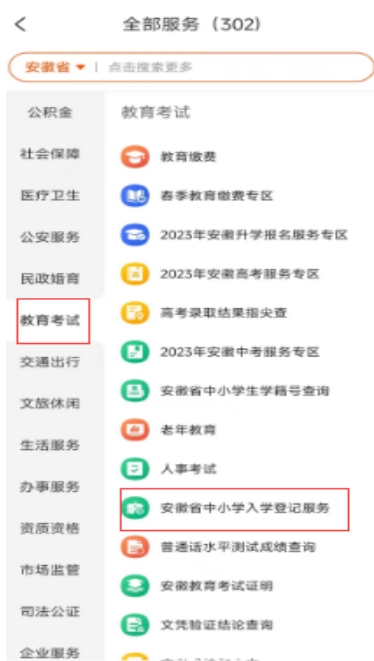 全部服务（302）
安徽省 点击搜索更多
公积金
社会保障
医疗卫生
公安服务
民政婚育
教育考试
交通出行
文旅休闲
生活服务
办事服务
资质资格
市场监管
司法公证
企业服务
教育考试
教育缴费
春季教育缴费专区
2023年安徽升学报名服务专区
2023年安徽高考服务专区
高考录取结果指尖查
2023年安徽中考服务专区
安徽省中小学生学籍号查询
老年教育
人事考试
安徽省中小学入学登记服务
普通话水平测试成绩查询
安徽教育考试证明
文凭验证结论查询